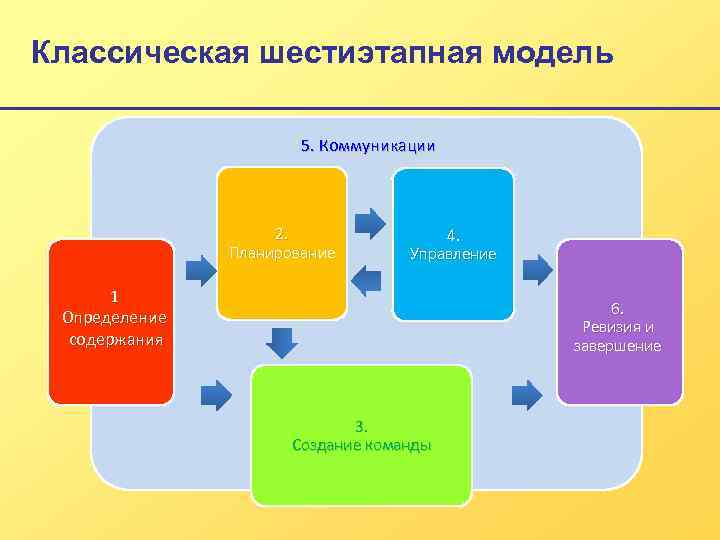 Классическая шестиэтапная модель
5. Коммуникации
2.
Планирование
4.
Управление
1
Определение
содержания
6.
Ревизия и
завершение
3.
Создание команды